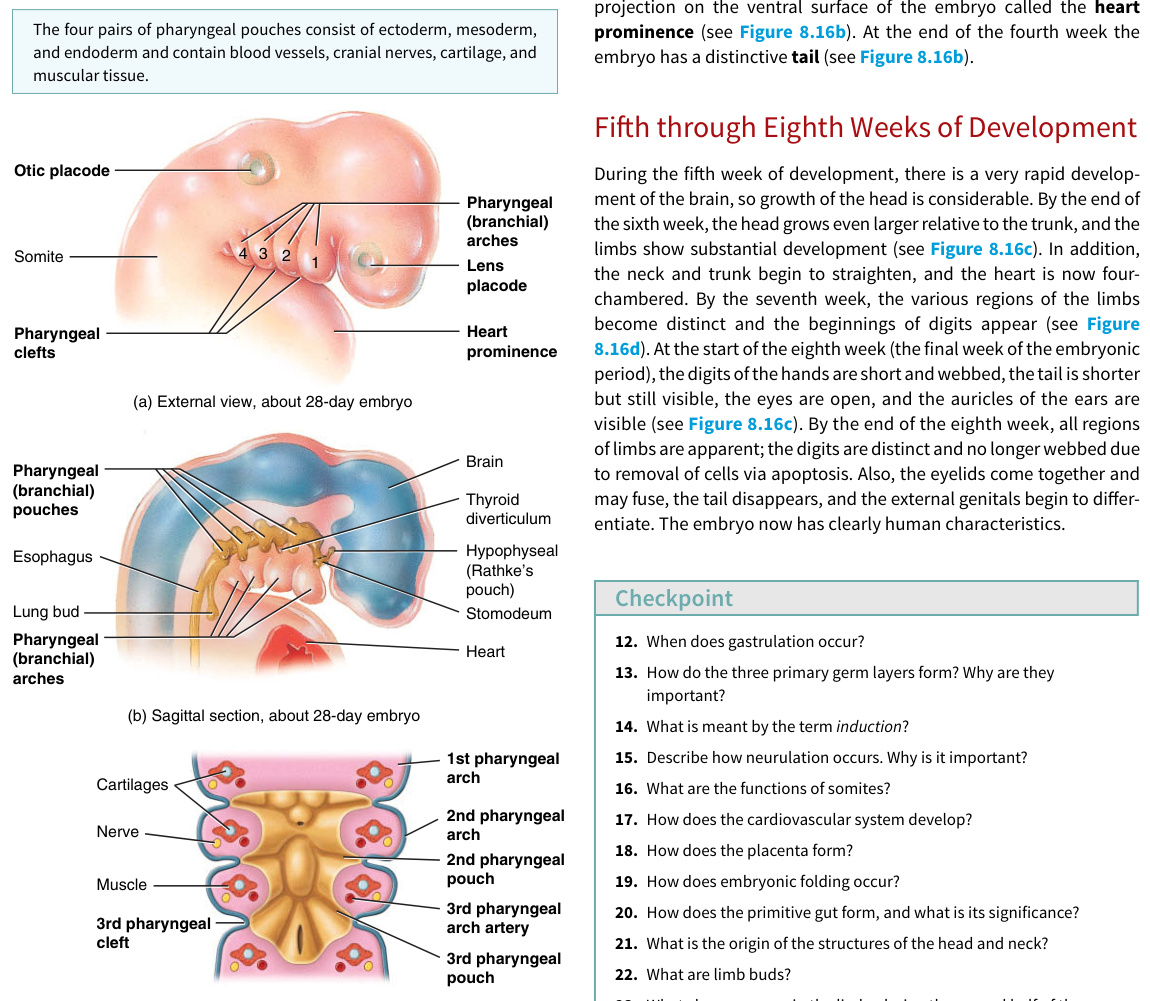 The four pairs of pharyngeal pouches consist of ectoderm, mesoderm,
and endoderm and contain blood vessels, cranial nerves, cartilage, and
muscular tissue.
Otic placode
Somite
Pharyngeal
clefts
4 3 2 1
Pharyngeal
(branchial)
arches
Lens
placode
Heart
prominence
(a) External view, about 28-day embryo
Pharyngeal
(branchial)
pouches
Esophagus
Lung bud
Pharyngeal
(branchial)
arches
Brain
Thyroid
diverticulum
Hypophyseal
(Rathke's
pouch)
Stomodeum
Heart
(b) Sagittal section, about 28-day embryo
Cartilages
Nerve
Muscle
3rd pharyngeal
cleft
1st pharyngeal
arch
2nd pharyngeal
arch
2nd pharyngeal
pouch
3rd pharyngeal
arch artery
3rd pharyngeal
pouch
projection on the ventral surface of the embryo called the heart
prominence (see Figure 8.16b). At the end of the fourth week the
embryo has a distinctive tail (see Figure 8.16b).
Fifth through Eighth Weeks of Development
During the fifth week of development, there is a very rapid develop-
ment of the brain, so growth of the head is considerable. By the end of
the sixth week, the head grows even larger relative to the trunk, and the
limbs show substantial development (see Figure 8.16c). In addition,
the neck and trunk begin to straighten, and the heart is now four-
chambered. By the seventh week, the various regions of the limbs
become distinct and the beginnings of digits appear (see Figure
8.16d). At the start of the eighth week (the final week of the embryonic
period), the digits of the hands are short and webbed, the tail is shorter
but still visible, the eyes are open, and the auricles of the ears are
visible (see Figure 8.16c). By the end of the eighth week, all regions
of limbs are apparent; the digits are distinct and no longer webbed due
to removal of cells via apoptosis. Also, the eyelids come together and
may fuse, the tail disappears, and the external genitals begin to differ-
entiate. The embryo now has clearly human characteristics.
Checkpoint
12. When does gastrulation occur?
13. How do the three primary germ layers form? Why are they
important?
14. What is meant by the term induction?
15. Describe how neurulation occurs. Why is it important?
16. What are the functions of somites?
17. How does the cardiovascular system develop?
18. How does the placenta form?
19. How does embryonic folding occur?
20. How does the primitive gut form, and what is its significance?
21. What is the origin of the structures of the head and neck?
22. What are limb buds?